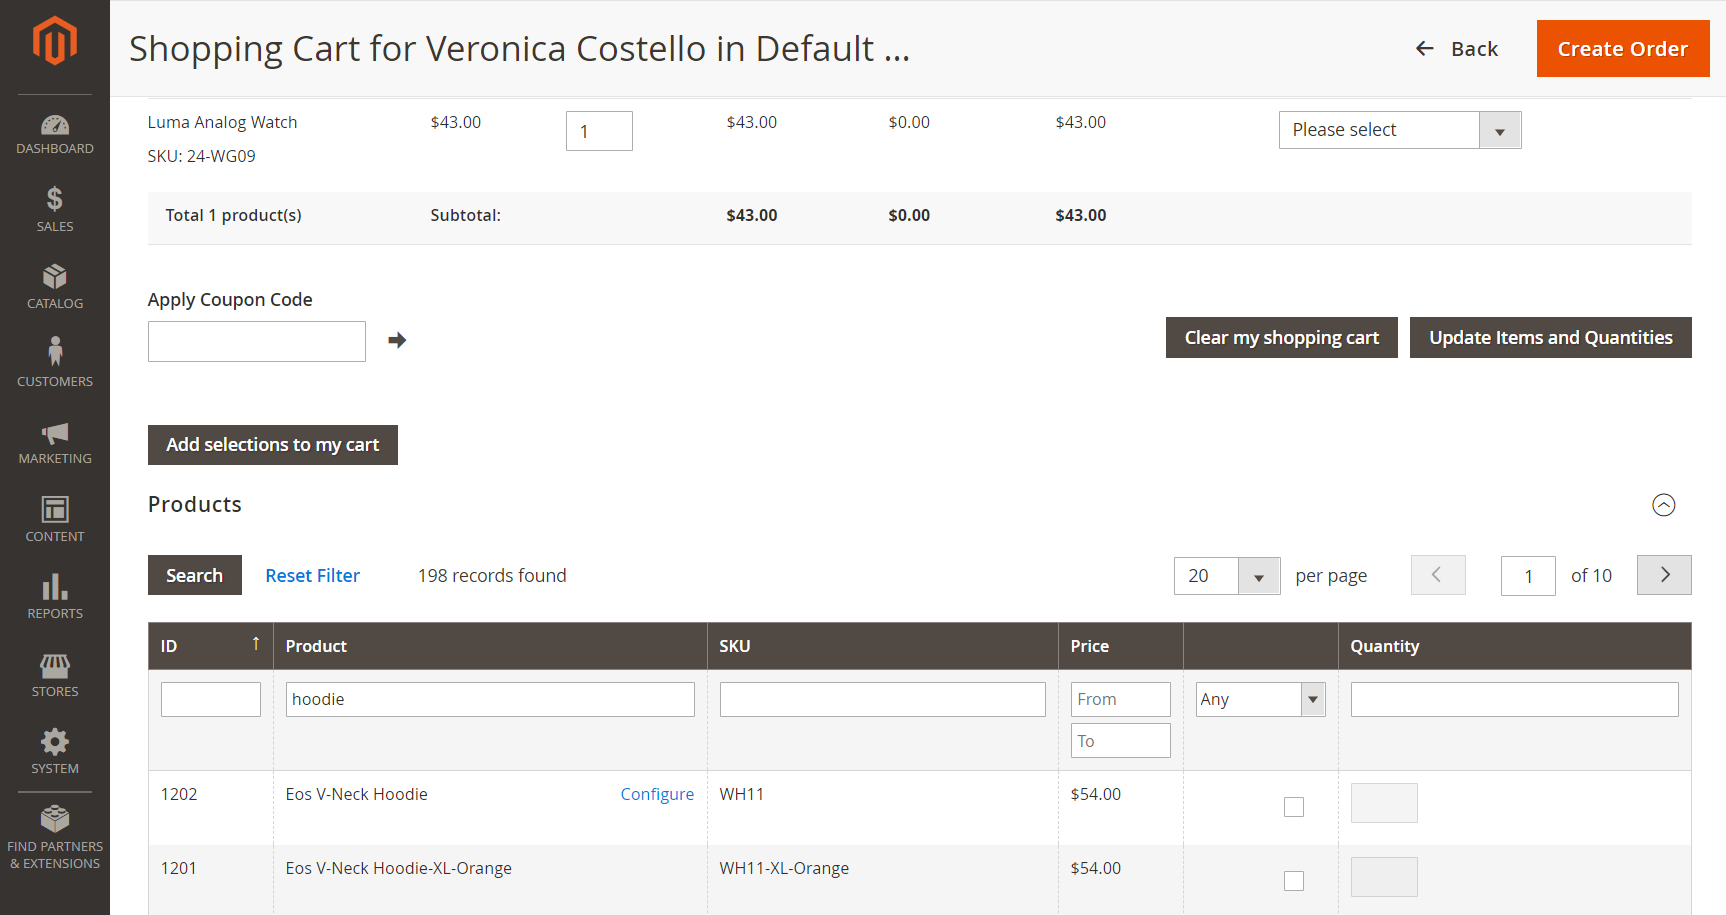 Shopping Cart for Veronica Costello in Default ...
Back
Create Order
DASHBOARD
SALES
CATALOG
CUSTOMERS
MARKETING
CONTENT
REPORTS
STORES
SYSTEM
FIND PARTNERS
& EXTENSIONS
Luma Analog Watch $43.00 1 $43.00 $0.00 $43.00 Please select
SKU: 24-WG09
Total 1 product(s) Subtotal: $43.00 $0.00 $43.00
Apply Coupon Code
Clear my shopping cart Update Items and Quantities
Add selections to my cart
Products
Search Reset Filter 198 records found 20 per page 1 of 10
ID ↑ Product SKU Price Quantity
hoodie From Any
To
1202 Eos V-Neck Hoodie Configure WH11 $54.00
1201 Eos V-Neck Hoodie-XL-Orange WH11-XL-Orange $54.00